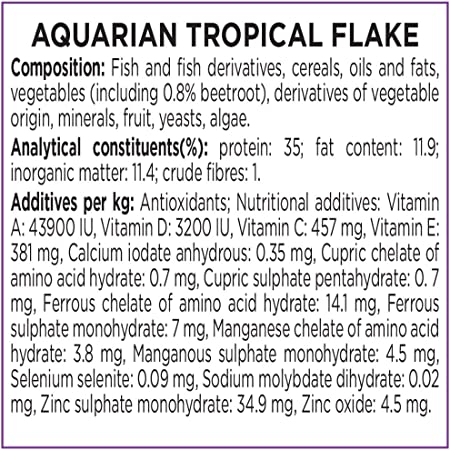 AQUARIAN TROPICAL FLAKE
Composition: Fish and fish derivatives, cereals, oils and fats,
vegetables (including 0.8% beetroot), derivatives of vegetable
origin, minerals, fruit, yeasts, algae.
Analytical constituents(%): protein: 35; fat content: 11.9;
inorganic matter: 11.4; crude fibres: 1.
Additives per kg: Antioxidants; Nutritional additives: Vitamin
A: 43900 IU, Vitamin D: 3200 IU, Vitamin C: 457 mg, Vitamin E:
381 mg, Calcium iodate anhydrous: 0.35 mg, Cupric chelate of
amino acid hydrate: 0.7 mg, Cupric sulphate pentahydrate: 0. 7
mg, Ferrous chelate of amino acid hydrate: 14.1 mg, Ferrous
sulphate monohydrate: 7 mg, Manganese chelate of amino acid
hydrate: 3.8 mg, Manganous sulphate monohydrate: 4.5 mg,
Selenium selenite: 0.09 mg, Sodium molybdate dihydrate: 0.02
mg, Zinc sulphate monohydrate: 34.9 mg, Zinc oxide: 4.5 mg.